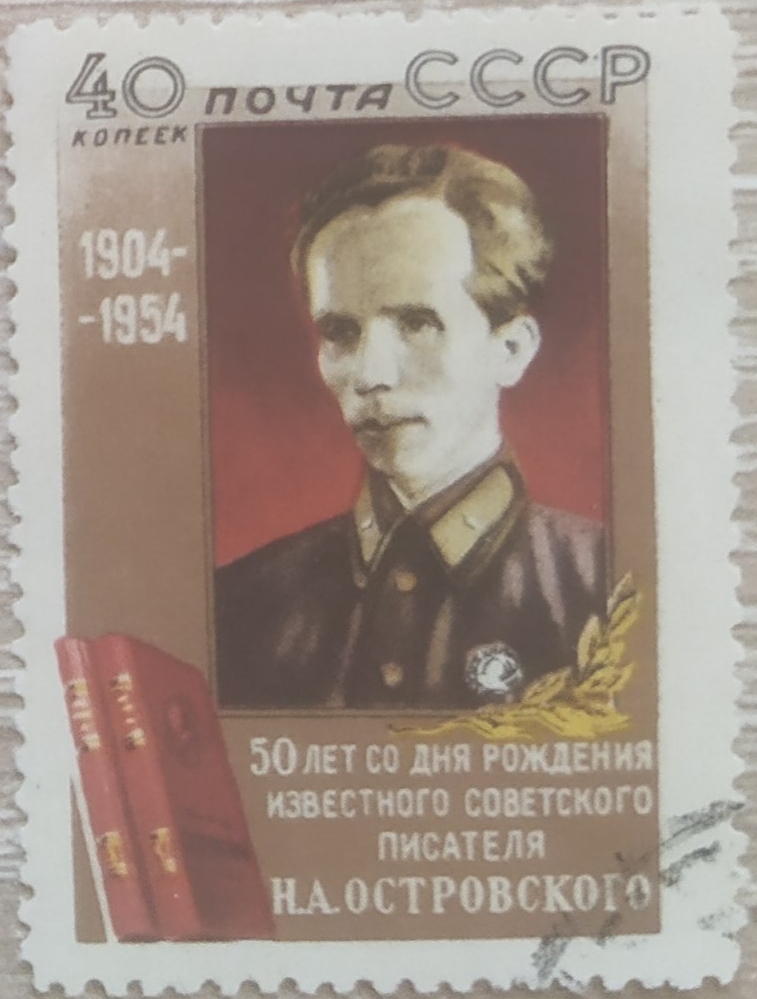 40 ПОЧТА СССР
КОПЕЕК
1904-
-1954
50 ЛЕТ СО ДНЯ РОЖДЕНИЯ
ИЗВЕСТНОГО СОВЕТСКОГО
ПИСАТЕЛЯ
Н.А.ОСТРОВСКОГО